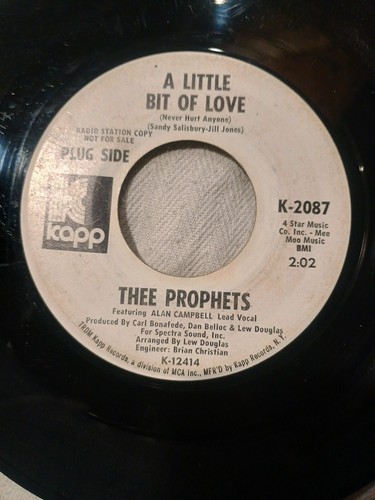 A LITTLE
BIT OF LOVE
(Never Hurt Anyone)
(Sandy Salisbury-Jill Jones)
RADIO STATION COPY
NOT FOR SALE
PLUG SIDE
K
kapp
K-2087
4 Star Music
Co. Inc. - Mee
Moo Music
BMI
2:02
THEE PROPHETS
Featuring ALAN CAMPBELL Lead Vocal
Produced By Carl Bonafede, Dan Belloc & Lew Douglas
For Spectra Sound, Inc.
Arranged By Lew Douglas
Engineer: Brian Christian
K-12414
TROM Kapp Records, a division of MCA Inc., MFR'D by Kapp Records, N.Y.